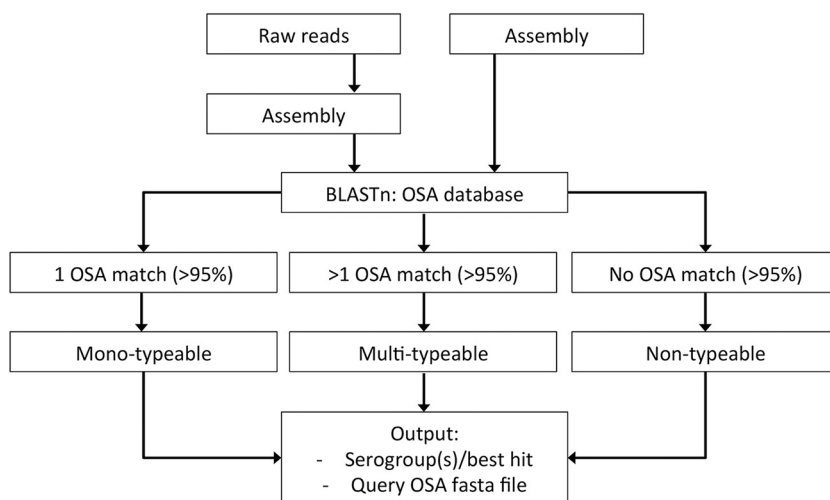 Raw reads
Assembly
Assembly
BLASTn: OSA database
1 OSA match (>95%)
>1 OSA match (>95%)
No OSA match (>95%)
Mono-typeable
Multi-typeable
Non-typeable
Output:
- Serogroup(s)/best hit
- Query OSA fasta file